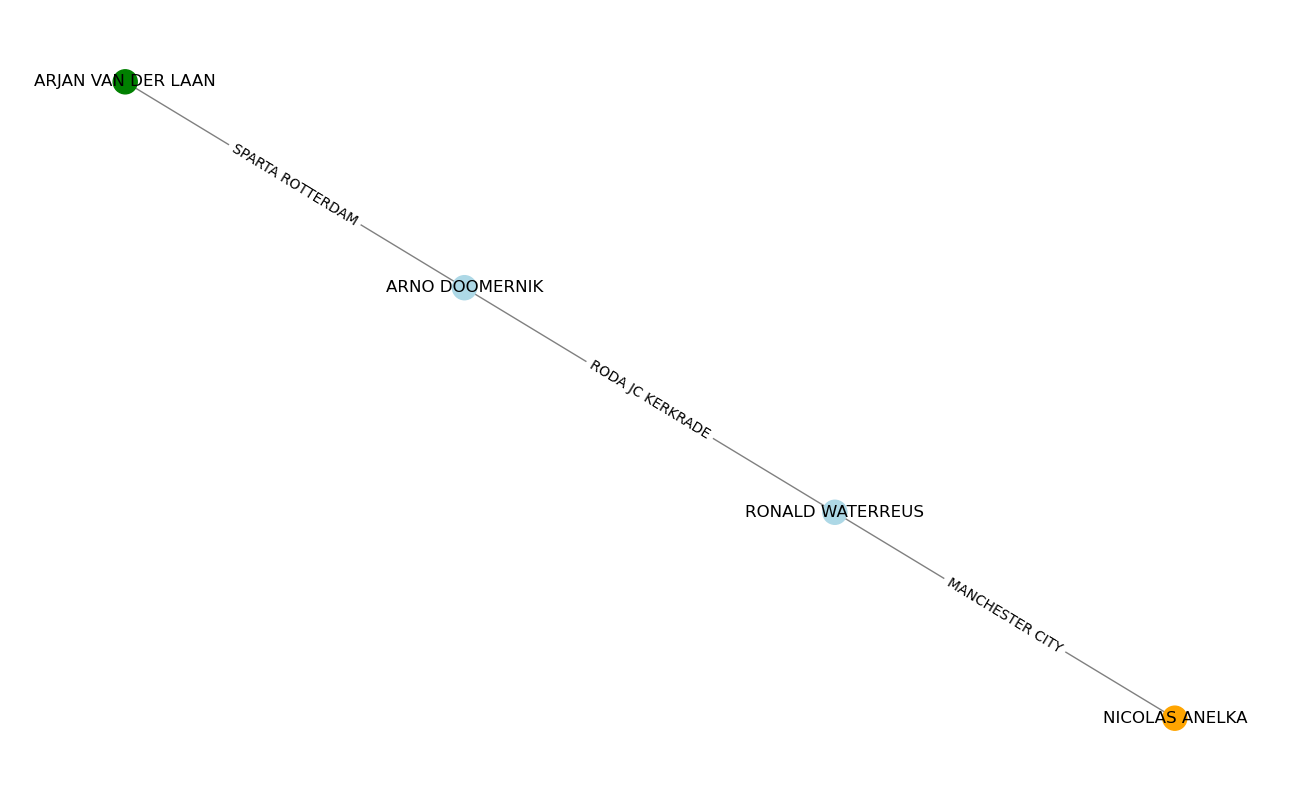 ARJAN VAN DER LAAN
SPARTA ROTTERDAM
ARNO DOOMERNIK
RODA JC KERKRADE
RONALD WATERREUS
MANCHESTER CITY
NICOLAS ANELKA